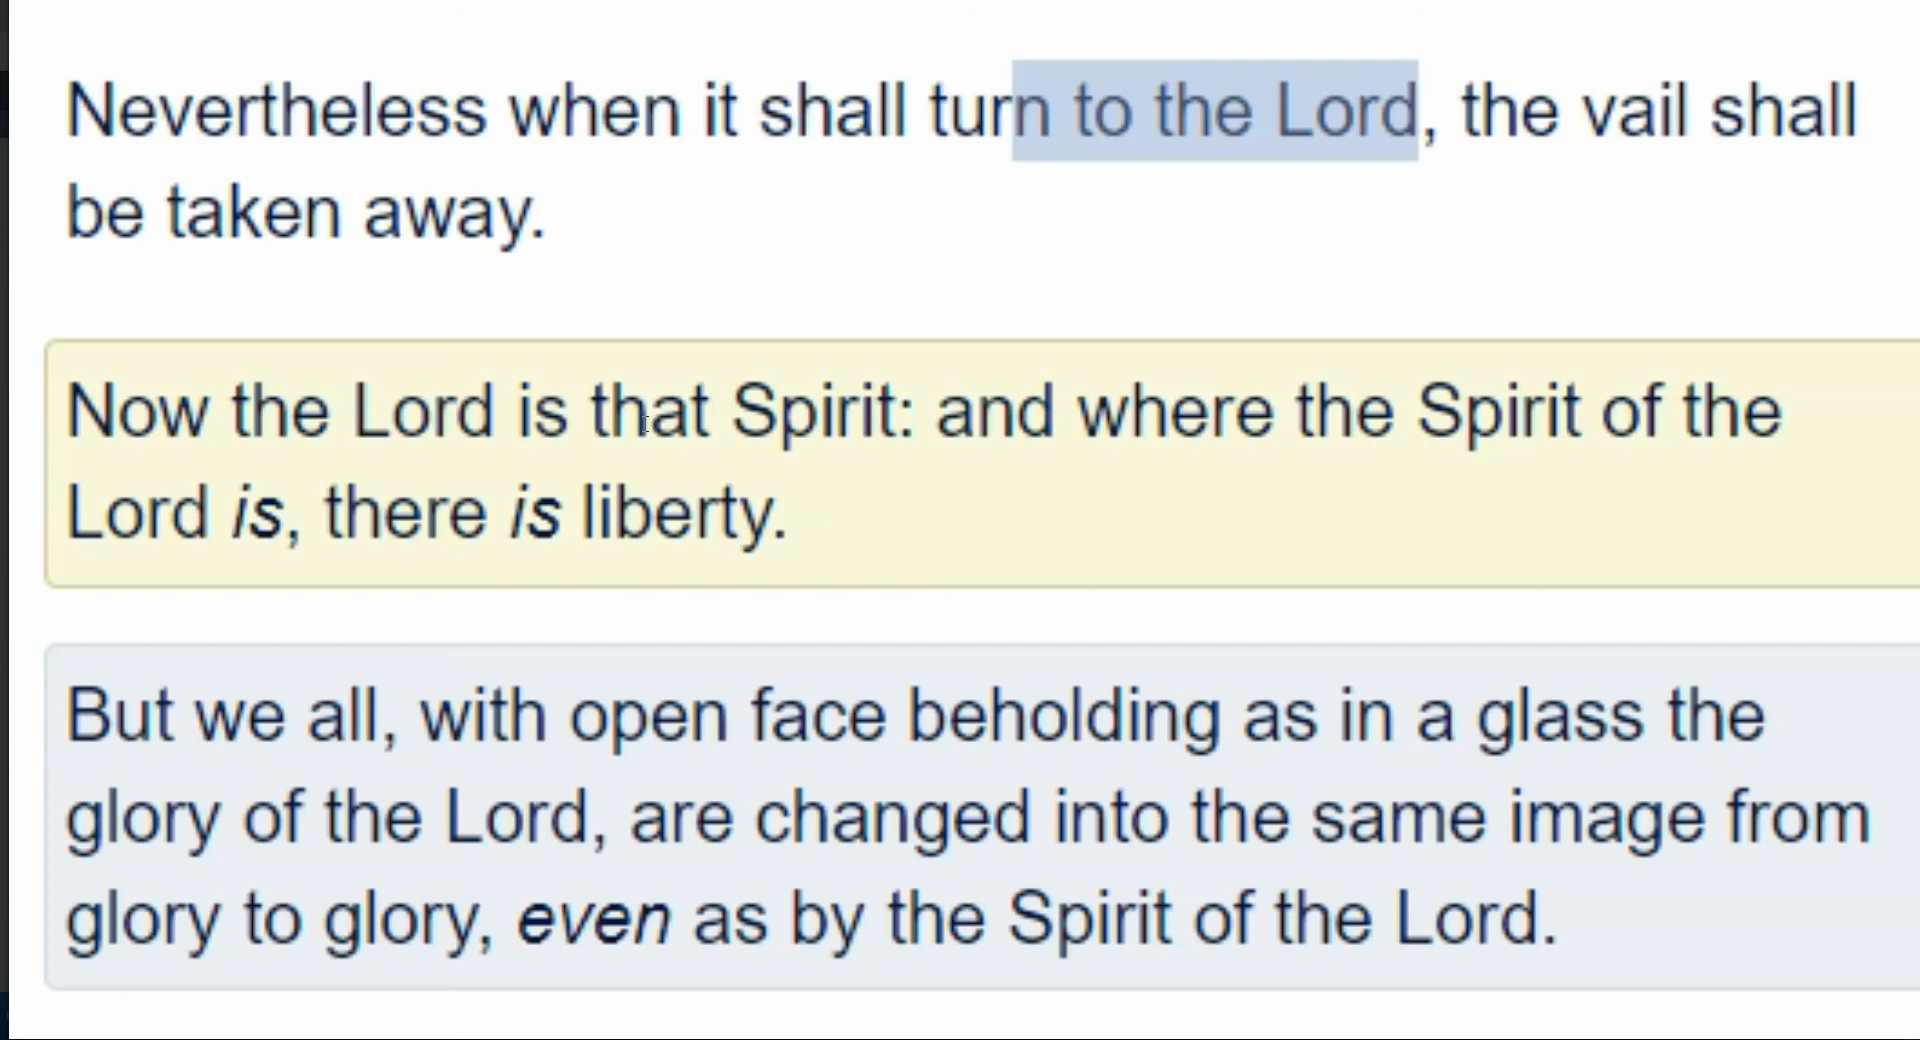 Nevertheless when it shall turn to the Lord, the vail shall
be taken away.
Now the Lord is that Spirit: and where the Spirit of the
Lord is, there is liberty.
But we all, with open face beholding as in a glass the
glory of the Lord, are changed into the same image from
glory to glory, even as by the Spirit of the Lord.